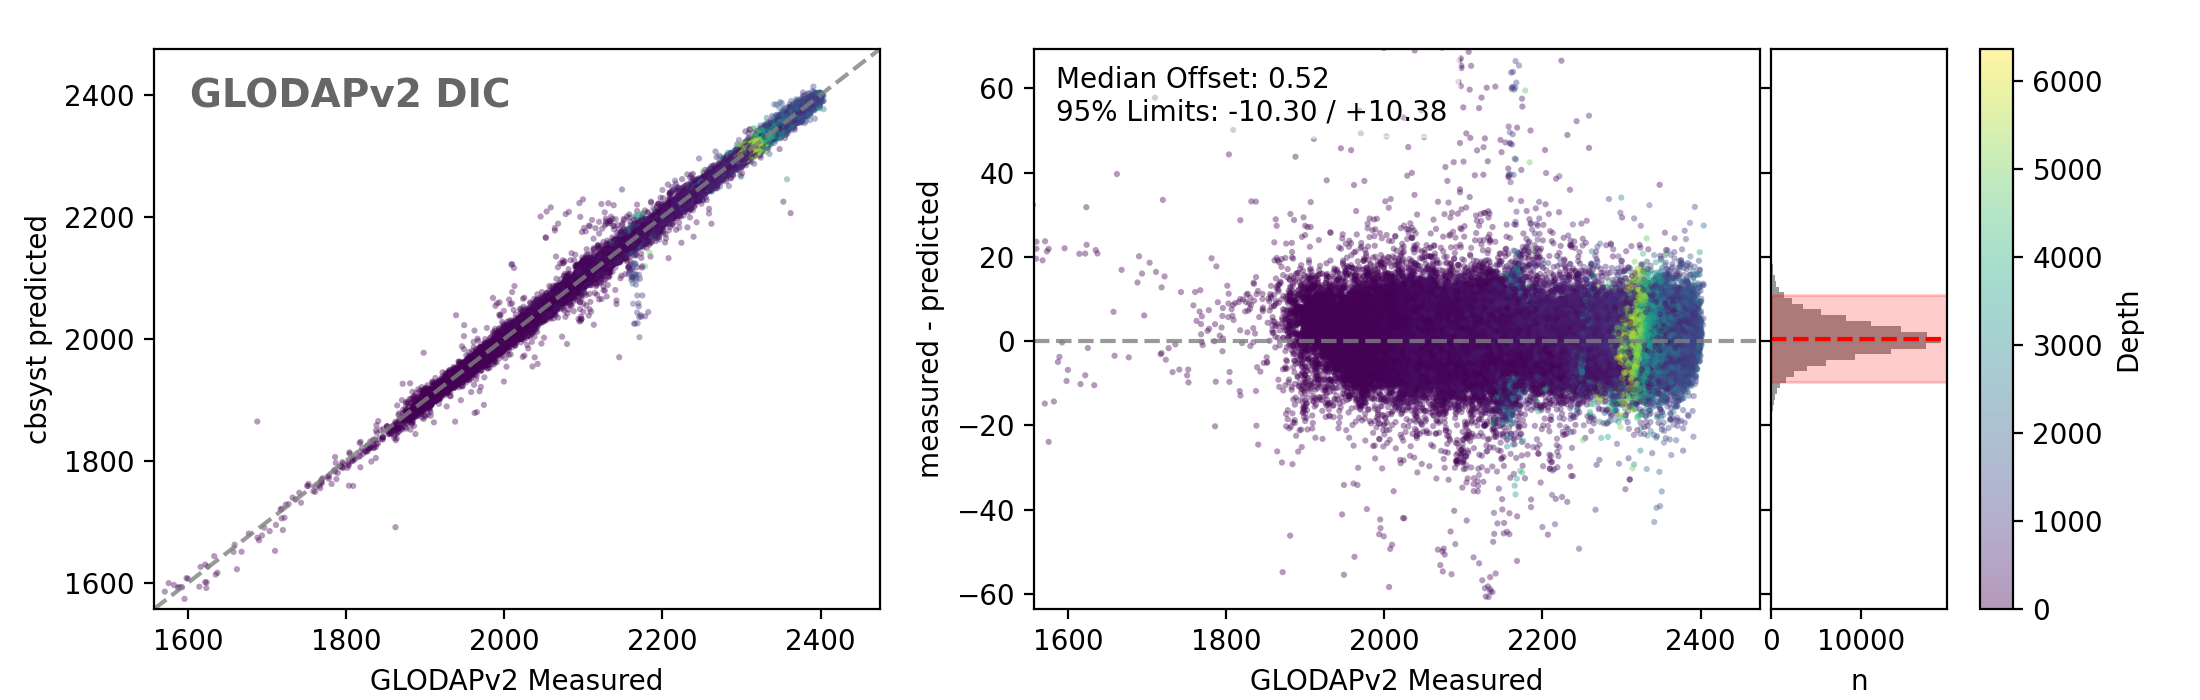 GLODAPv2 DIC
2400
2200
2000
1800
1600
cbsyst predicted
1600 1800 2000 2200 2400
GLODAPv2 Measured
Median Offset: 0.52
95% Limits: -10.30 / +10.38
60
40
20
0
−20
−40
−60
measured - predicted
1600 1800 2000 2200 2400
GLODAPv2 Measured
0 10000
n
6000
5000
4000
3000
2000
1000
0
Depth